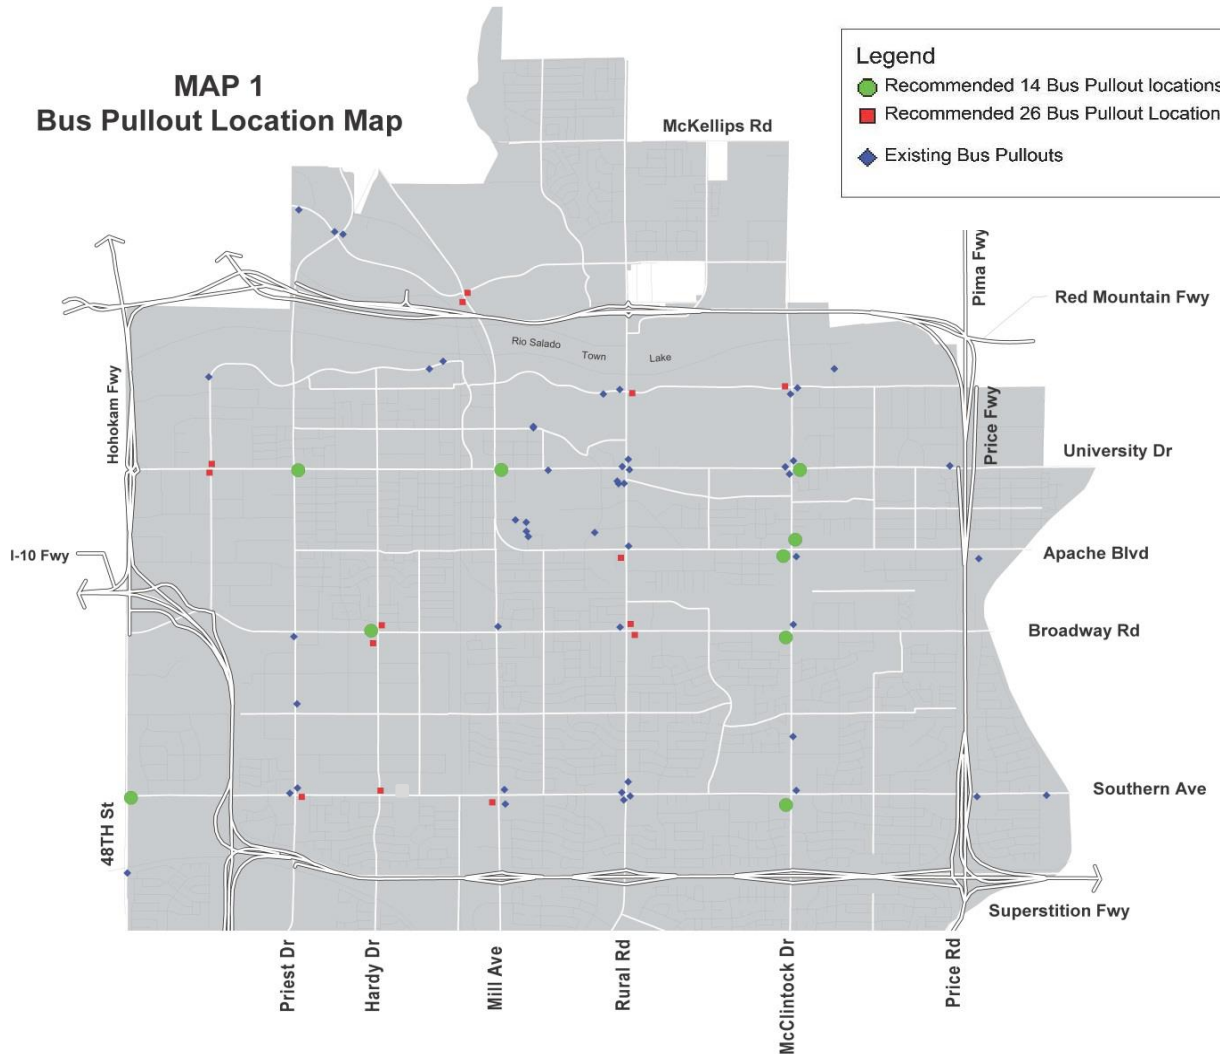 MAP 1
Bus Pullout Location Map
Legend
Recommended 14 Bus Pullout locations
Recommended 26 Bus Pullout Location
Existing Bus Pullouts
McKellips Rd
Pima Fwy
Red Mountain Fwy
Rio Salado Town Lake
Hohokam Fwy
Price Fwy
University Dr
I-10 Fwy
Apache Blvd
Broadway Rd
Southern Ave
48TH St
Superstition Fwy
Priest Dr
Hardy Dr
Mill Ave
Rural Rd
McClintock Dr
Price Rd